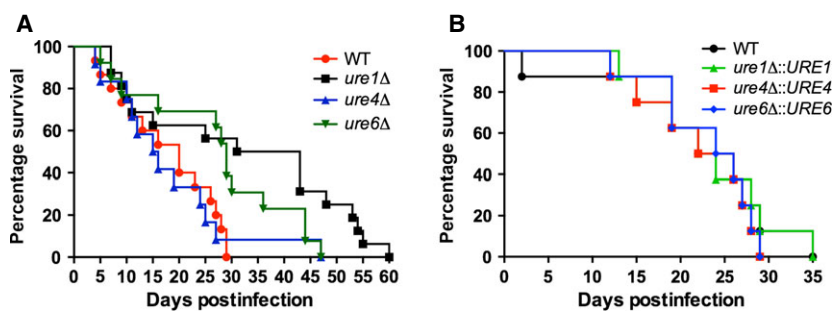 A
Percentage survival
100
80
60
40
20
0
WT
ure1Δ
ure4Δ
ure6Δ
0 5 10 15 20 25 30 35 40 45 50 55 60
Days postinfection
B
Percentage survival
100
80
60
40
20
0
WT
ure1Δ::URE1
ure4Δ::URE4
ure6Δ::URE6
0 5 10 15 20 25 30 35
Days postinfection